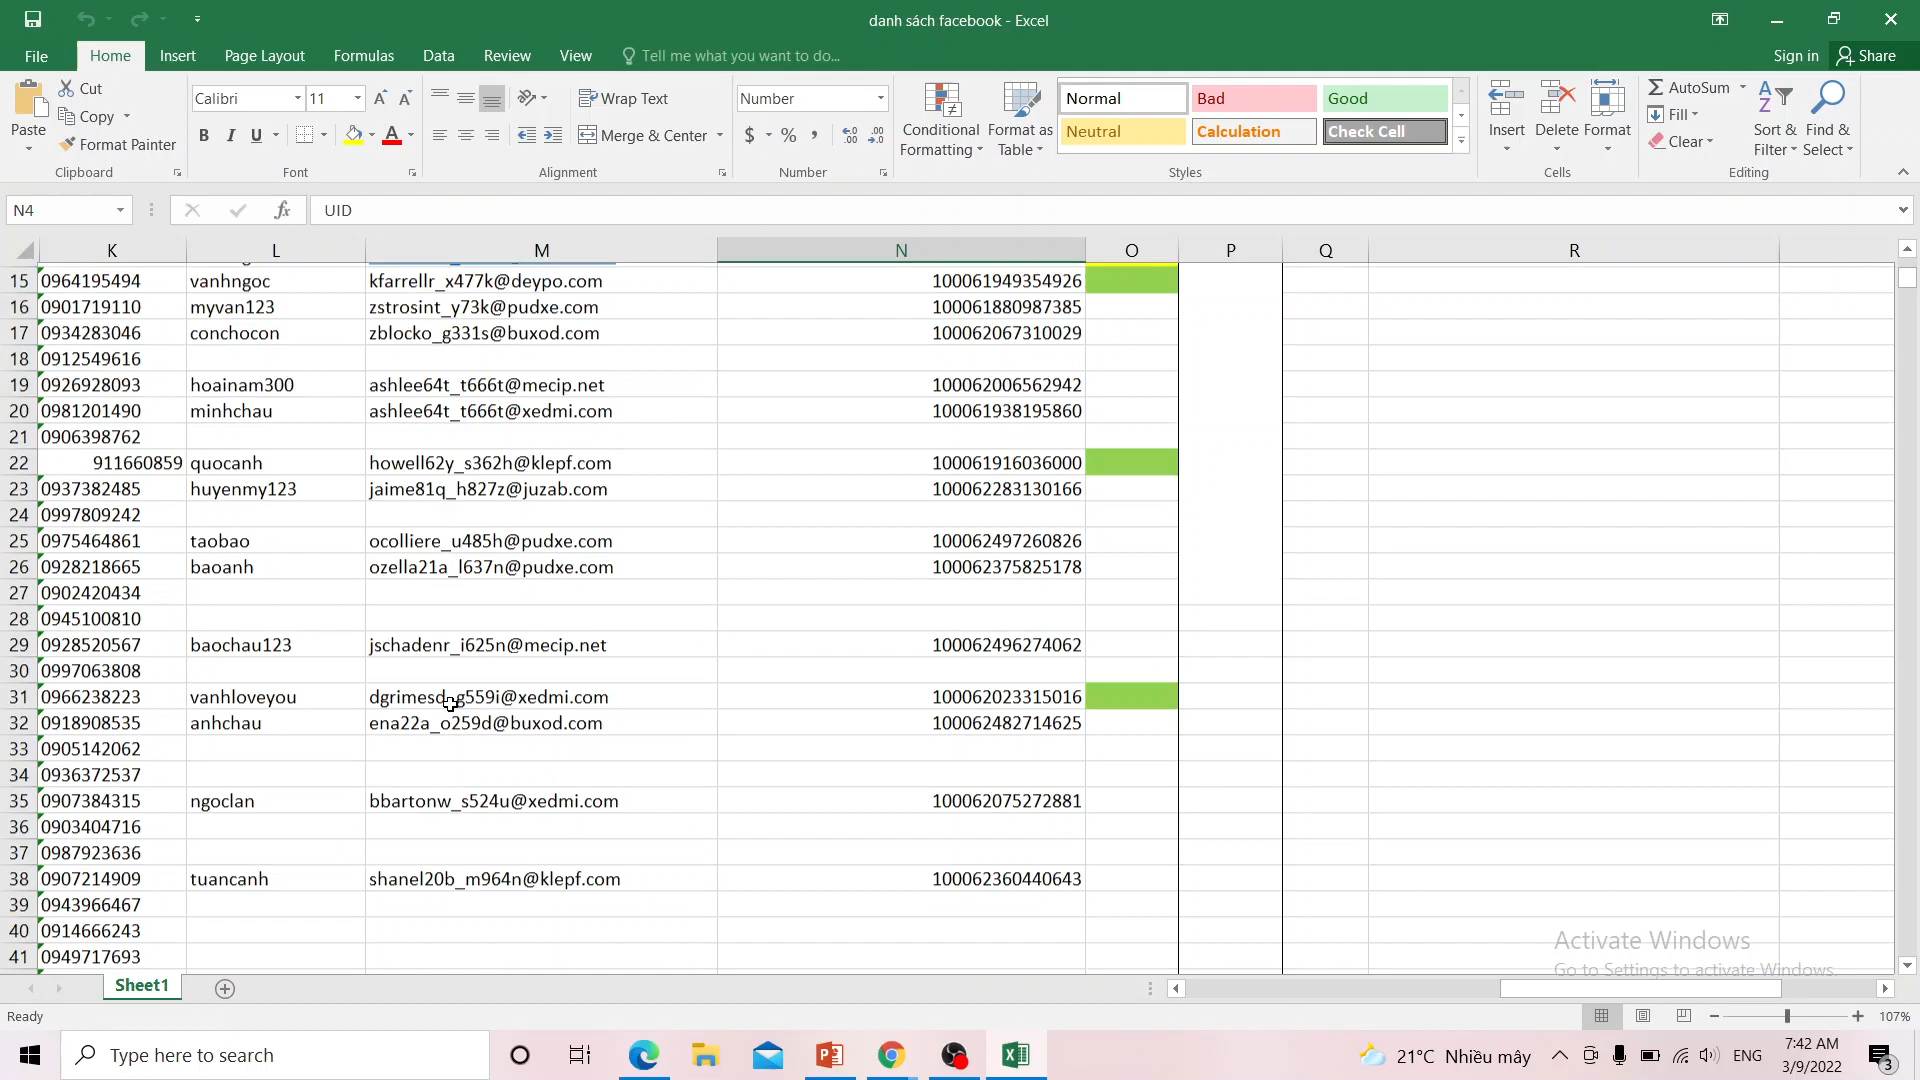 danh sách facebook - Excel
File Home Insert Page Layout Formulas Data Review View Tell me what you want to do... Sign in Share
Paste Cut Copy Format Painter Clipboard
Calibri 11 B I U Font
Wrap Text Merge & Center Alignment
Number $ % , Number
Conditional Formatting Format as Table
Normal Bad Good
Neutral Calculation Check Cell
Styles
Insert Delete Format Cells
AutoSum Fill Clear Sort & Filter Find & Select Editing
N4 fx UID
K L M N O P Q R
15 0964195494 vanhngoc kfarrellr_x477k@deypo.com 100061949354926
16 0901719110 myvan123 zstrosint_y73k@pudxe.com 100061880987385
17 0934283046 conchocon zblocko_g331s@buxod.com 100062067310029
18 0912549616
19 0926928093 hoainam300 ashlee64t_t666t@mecip.net 100062006562942
20 0981201490 minhchau ashlee64t_t666t@xedmi.com 100061938195860
21 0906398762
22 911660859 quocanh howell62y_s362h@klepf.com 100061916036000
23 0937382485 huyenmy123 jaime81q_h827z@juzab.com 100062283130166
24 0997809242
25 0975464861 taobao ocolliere_u485h@pudxe.com 100062497260826
26 0928218665 baoanh ozella21a_l637n@pudxe.com 100062375825178
27 0902420434
28 0945100810
29 0928520567 baochau123 jschadenr_i625n@mecip.net 100062496274062
30 0997063808
31 0966238223 vanhloveyou dgrimesd_g559i@xedmi.com 100062023315016
32 0918908535 anhchau ena22a_o259d@buxod.com 100062482714625
33 0905142062
34 0936372537
35 0907384315 ngoclan bbartonw_s524u@xedmi.com 100062075272881
36 0903404716
37 0987923636
38 0907214909 tuancanh shanel20b_m964n@klepf.com 100062360440643
39 0943966467
40 0914666243
41 0949717693
Activate Windows
Go to Settings to activate Windows.
Sheet1
Ready 107%
Type here to search 21°C Nhiều mây ENG 7:42 AM
3/9/2022 3